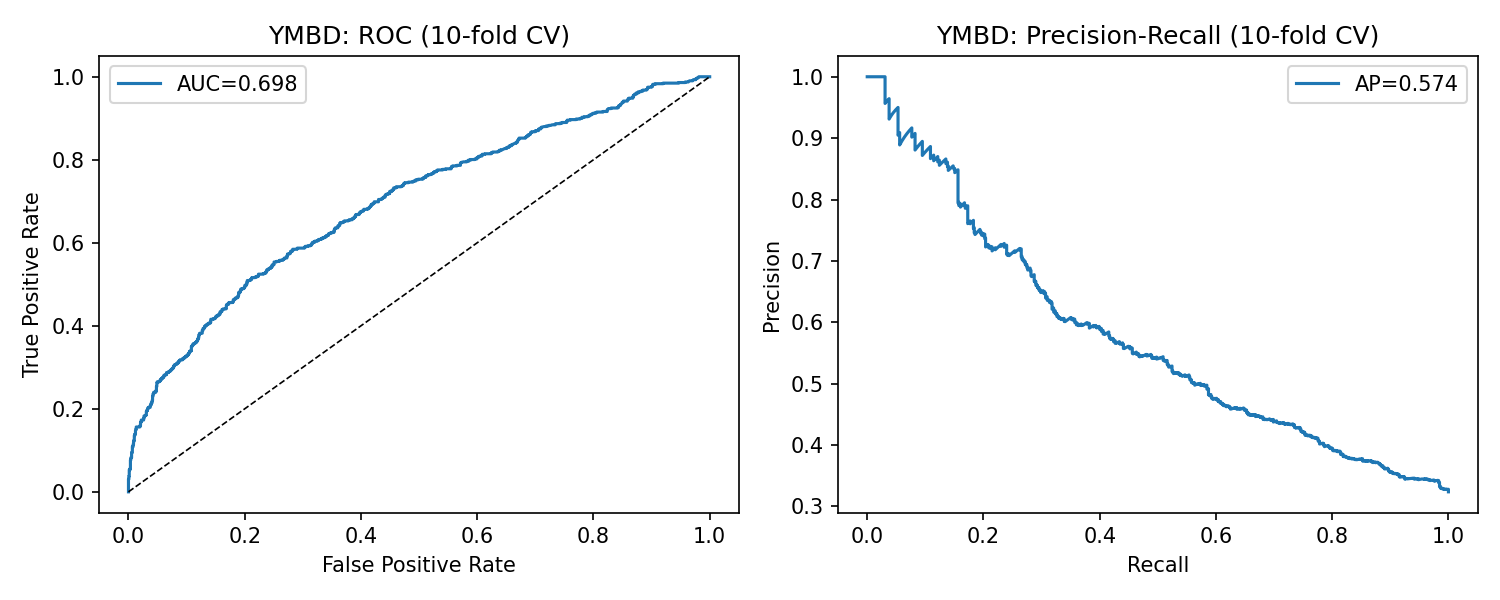 YMBD: ROC (10-fold CV)
AUC=0.698
1.0
0.8
0.6
0.4
0.2
0.0
True Positive Rate
0.0 0.2 0.4 0.6 0.8 1.0
False Positive Rate
YMBD: Precision-Recall (10-fold CV)
AP=0.574
1.0
0.9
0.8
0.7
0.6
0.5
0.4
0.3
Precision
0.0 0.2 0.4 0.6 0.8 1.0
Recall